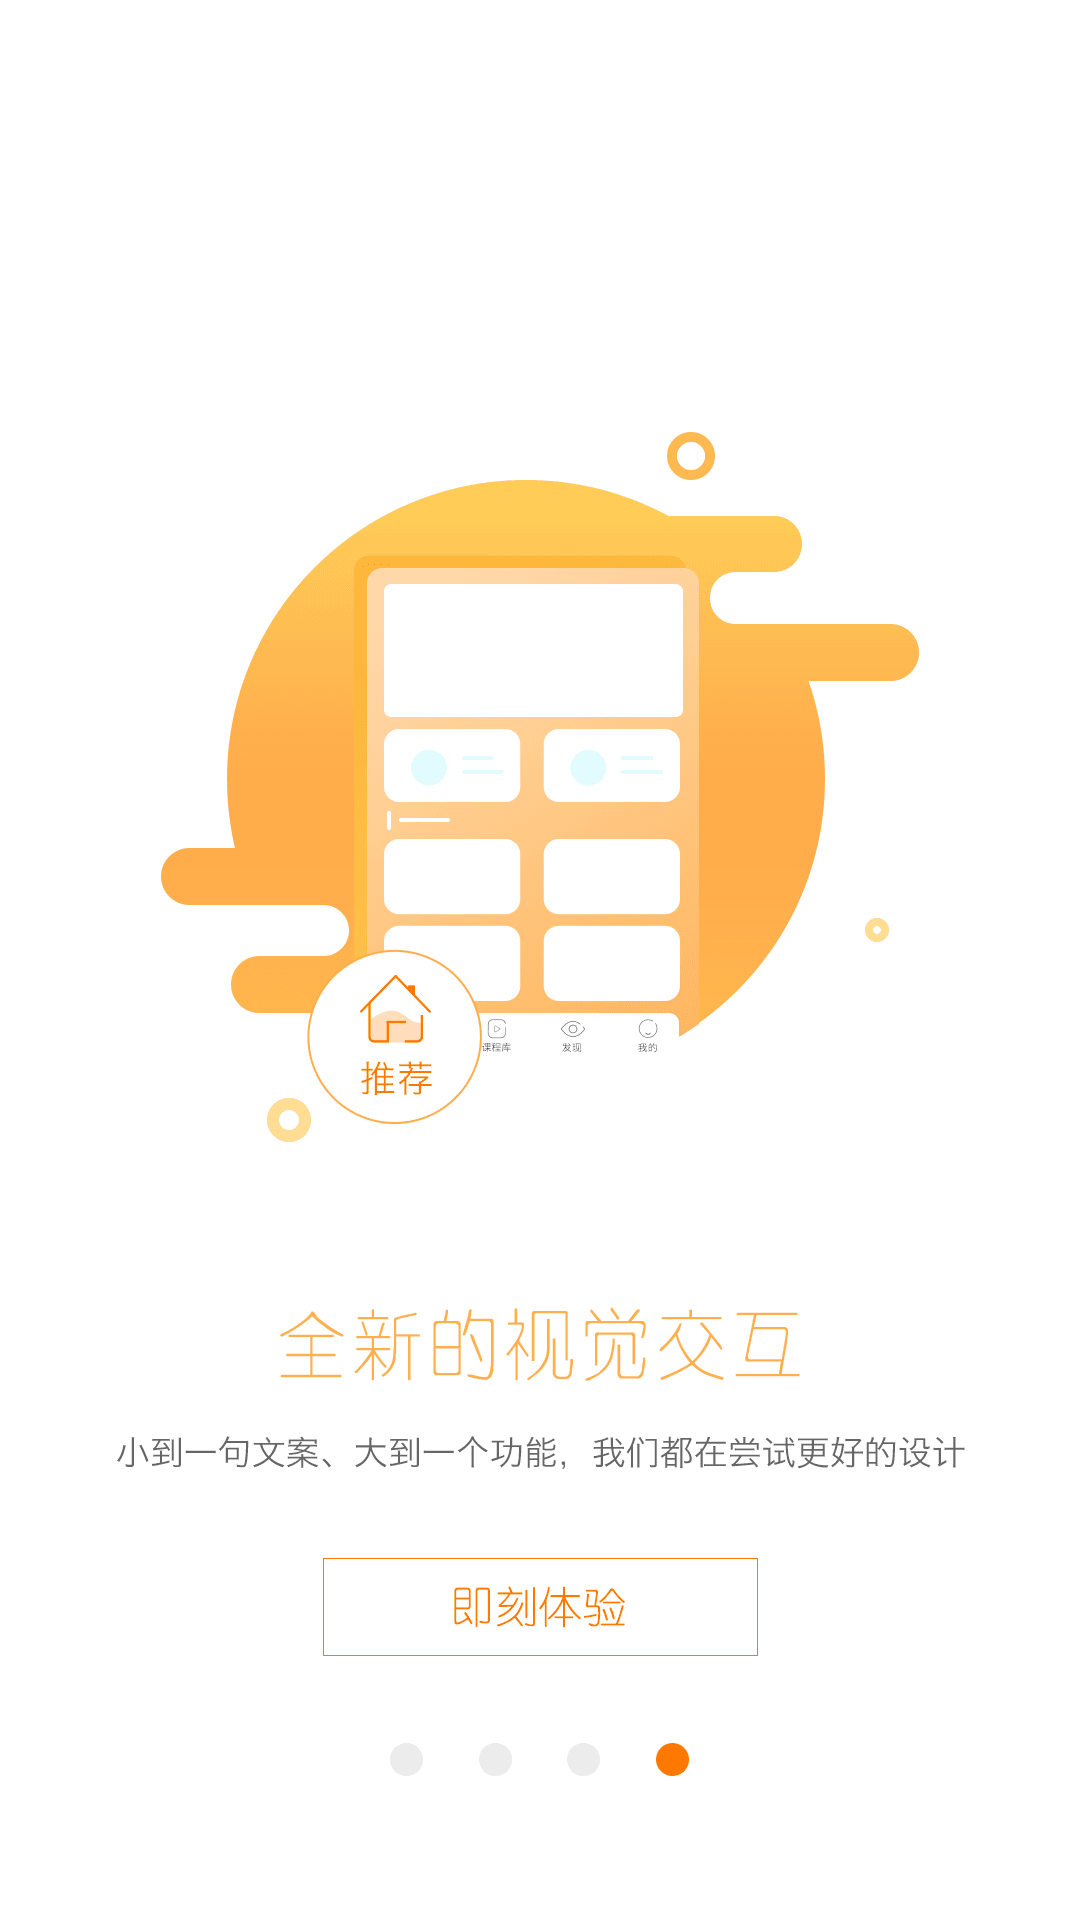 课程库 发现 我的
推荐
全新的视觉交互
小到一句文案、大到一个功能，我们都在尝试更好的设计
即刻体验